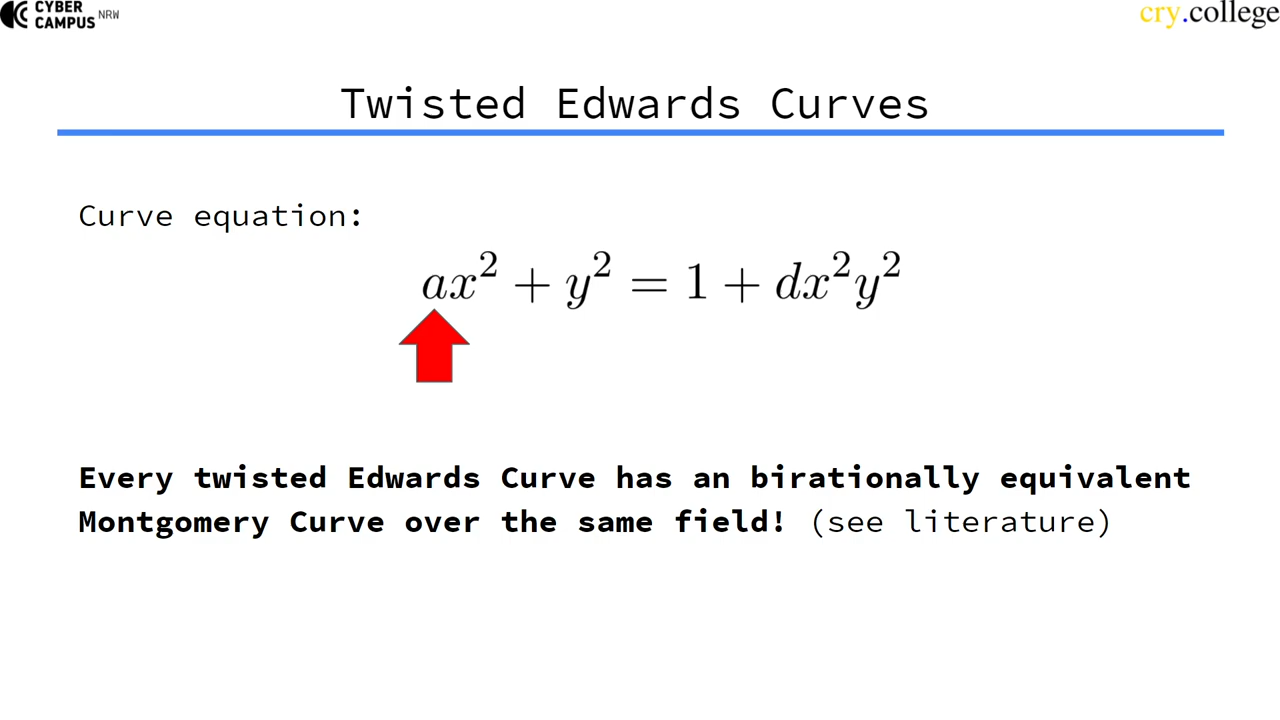 CYBER
CAMPUS NRW
cry.college
Twisted Edwards Curves
Curve equation:
ax² + y² = 1 + dx²y²
Every twisted Edwards Curve has an birationally equivalent
Montgomery Curve over the same field! (see literature)